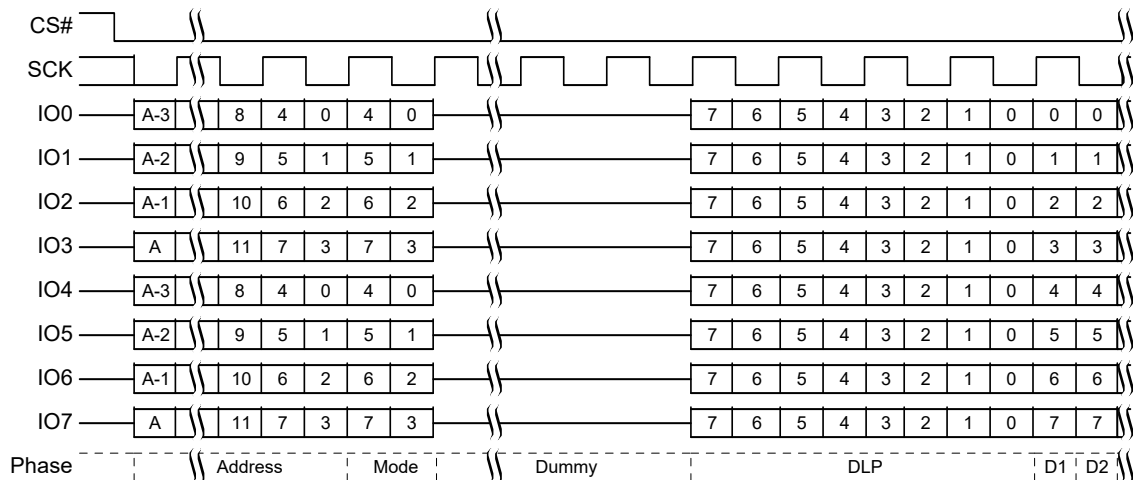 CS#
SCK
IO0 A-3 8 4 0 4 0 7 6 5 4 3 2 1 0 0 0
IO1 A-2 9 5 1 5 1 7 6 5 4 3 2 1 0 1 1
IO2 A-1 10 6 2 6 2 7 6 5 4 3 2 1 0 2 2
IO3 A 11 7 3 7 3 7 6 5 4 3 2 1 0 3 3
IO4 A-3 8 4 0 4 0 7 6 5 4 3 2 1 0 4 4
IO5 A-2 9 5 1 5 1 7 6 5 4 3 2 1 0 5 5
IO6 A-1 10 6 2 6 2 7 6 5 4 3 2 1 0 6 6
IO7 A 11 7 3 7 3 7 6 5 4 3 2 1 0 7 7
Phase Address Mode Dummy DLP D1 D2